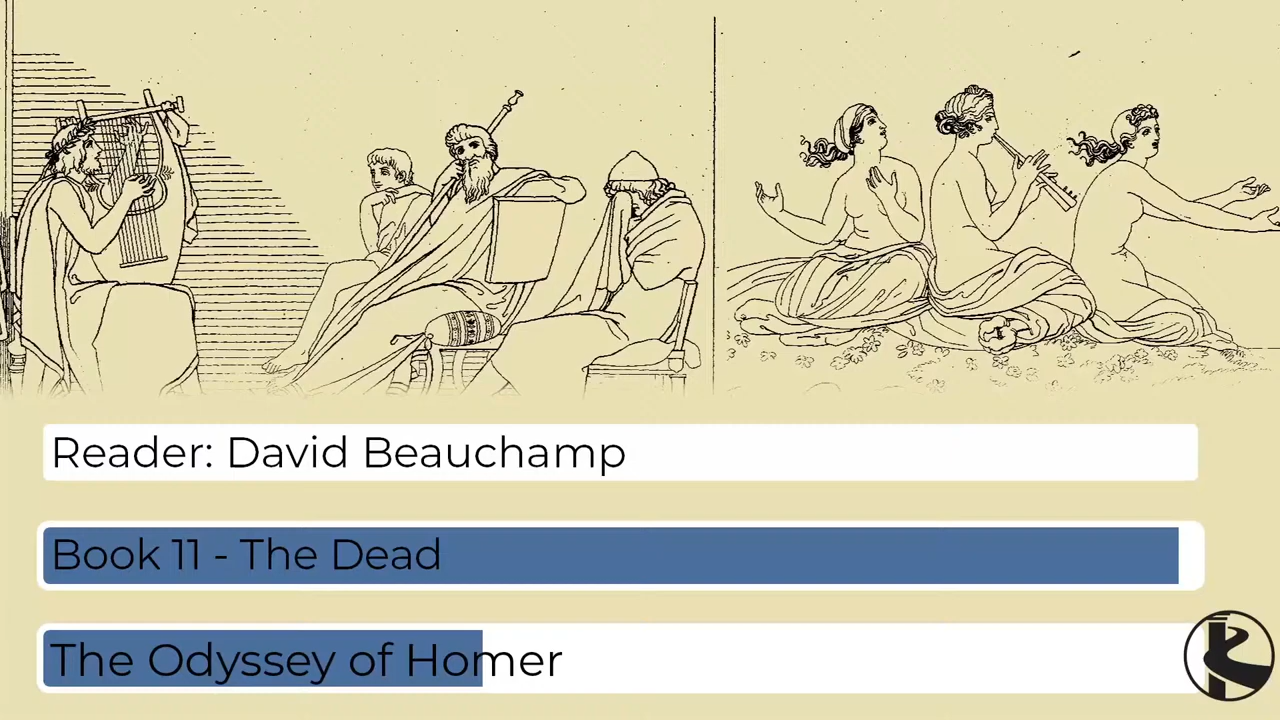 Reader: David Beauchamp
Book 11 - The Dead
The Odyssey of Homer